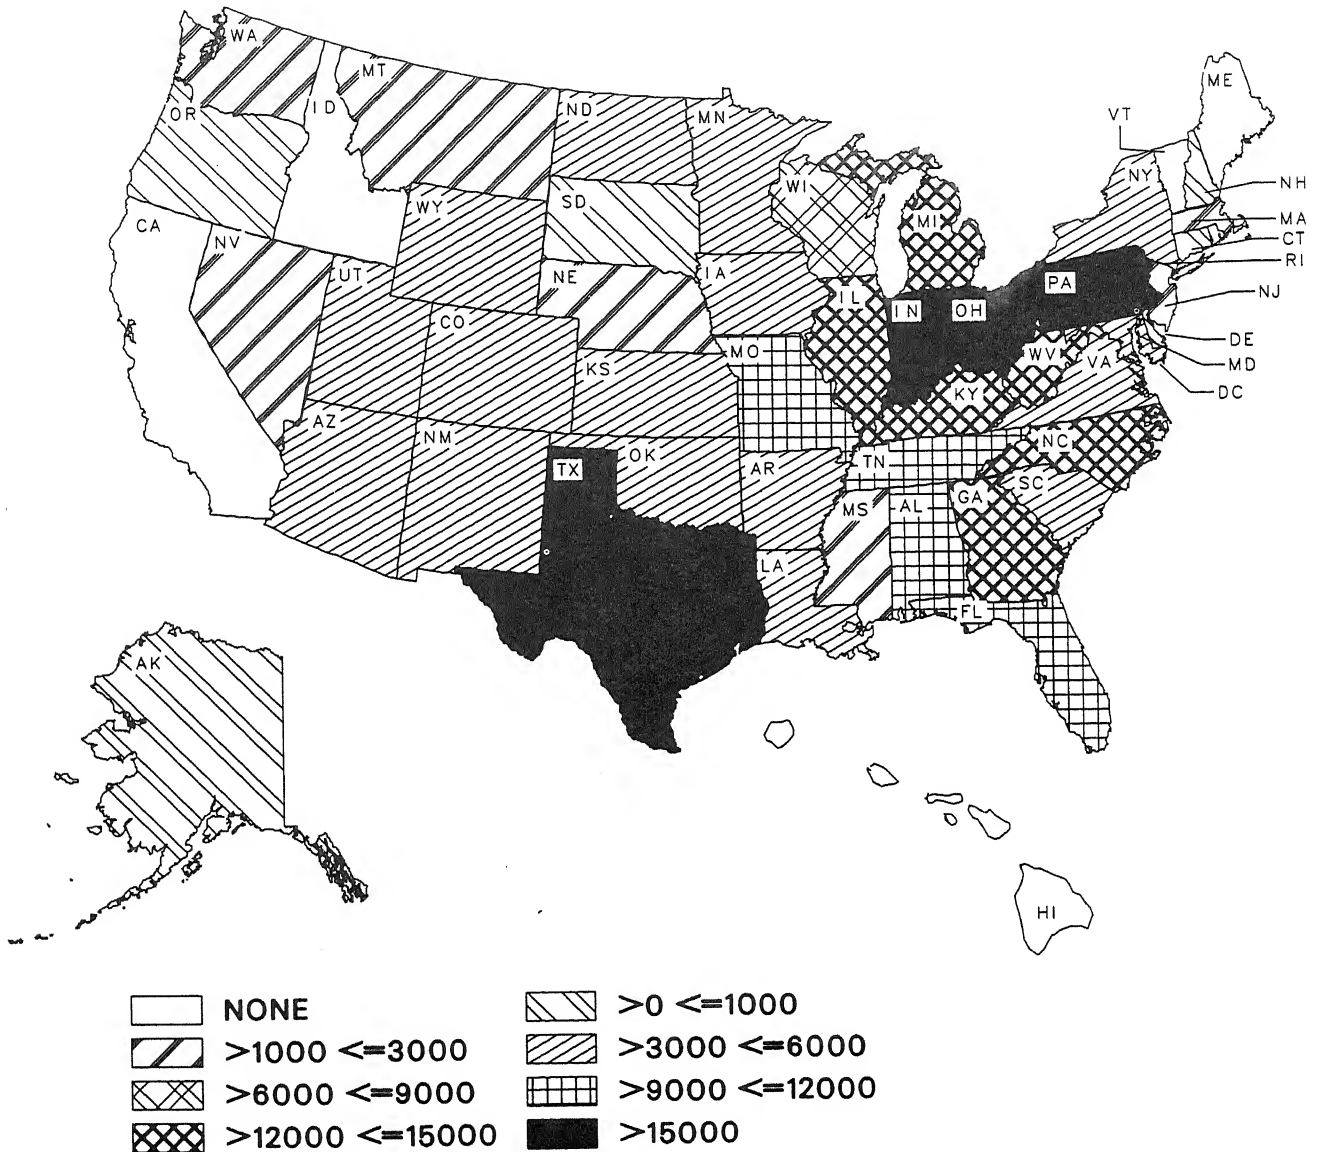 WA
MT
ME
ID
ND
OR
MN
VT
NY
WI
NH
WY
SD
MI
MA
CA
CT
NV
RI
UT
NE
IA
PA
NJ
IL
IN
OH
CO
DE
MO
WV
VA
MD
KS
KY
DC
AZ
NM
OK
NC
TX
AR
TN
SC
GA
MS
AL
LA
FL
AK
HI
NONE
>0 <=1000
>1000 <=3000
>3000 <=6000
>6000 <=9000
>9000 <=12000
>12000 <=15000
>15000